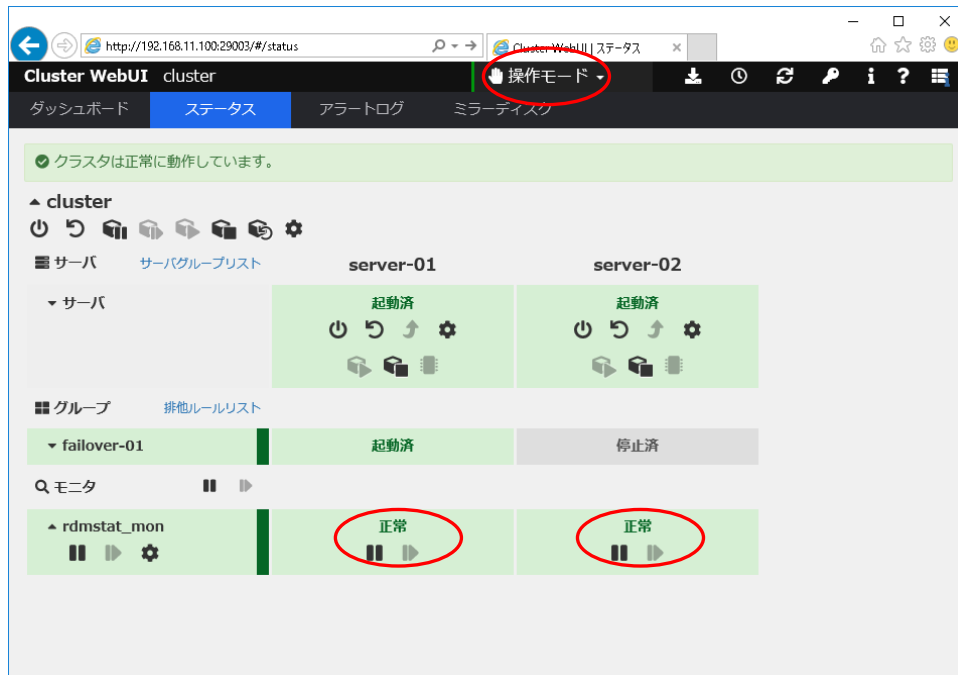 http://192.168.11.100:29003/#/status
Cluster WebUI | ステータス
Cluster WebUI cluster
操作モード
ダッシュボード ステータス アラートログ ミラーディスク
クラスタは正常に動作しています。
cluster
サーバ サーバグループリスト server-01 server-02
サーバ 起動済 起動済
グループ 排他ルールリスト
failover-01 起動済 停止済
モニタ
rdmstat_mon 正常 正常